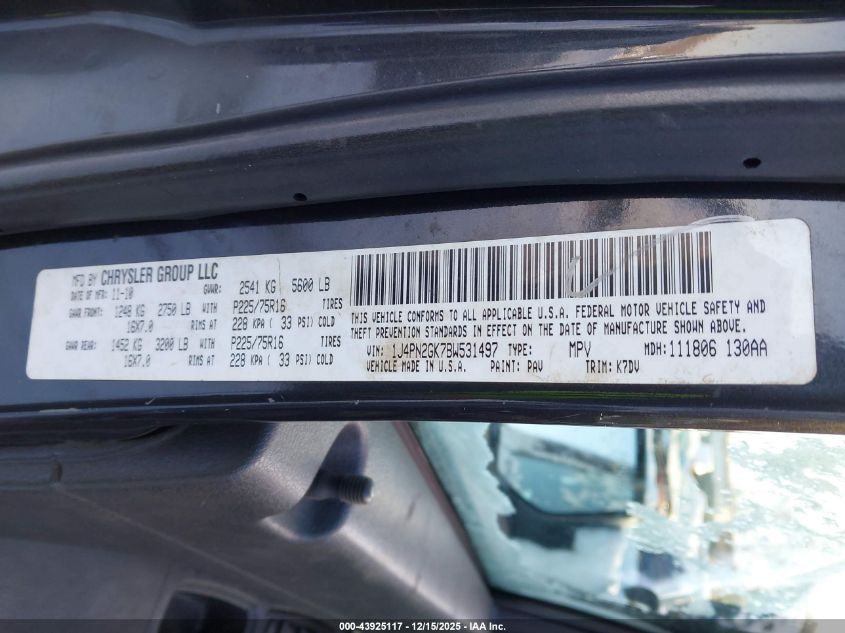 MFD BY CHRYSLER GROUP LLC
DATE OF MFR: 11-10 GVWR: 2541 KG 5600 LB
GAWR FRONT: 1248 KG 2750 LB WITH P225/75R16 TIRES
16X7.0 RIMS AT 228 KPA ( 33 PSI) COLD
GAWR REAR: 1452 KG 3200 LB WITH P225/75R16 TIRES
16X7.0 RIMS AT 228 KPA ( 33 PSI) COLD
THIS VEHICLE CONFORMS TO ALL APPLICABLE U.S.A. FEDERAL MOTOR VEHICLE SAFETY AND
THEFT PREVENTION STANDARDS IN EFFECT ON THE DATE OF MANUFACTURE SHOWN ABOVE.
VIN: 1J4PN2GK7BW531497 TYPE: MPV MDH: 111806 130AA
VEHICLE MADE IN U.S.A. PAINT: PAV TRIM: K7DV
000-43925117 - 12/15/2025 - IAA Inc.